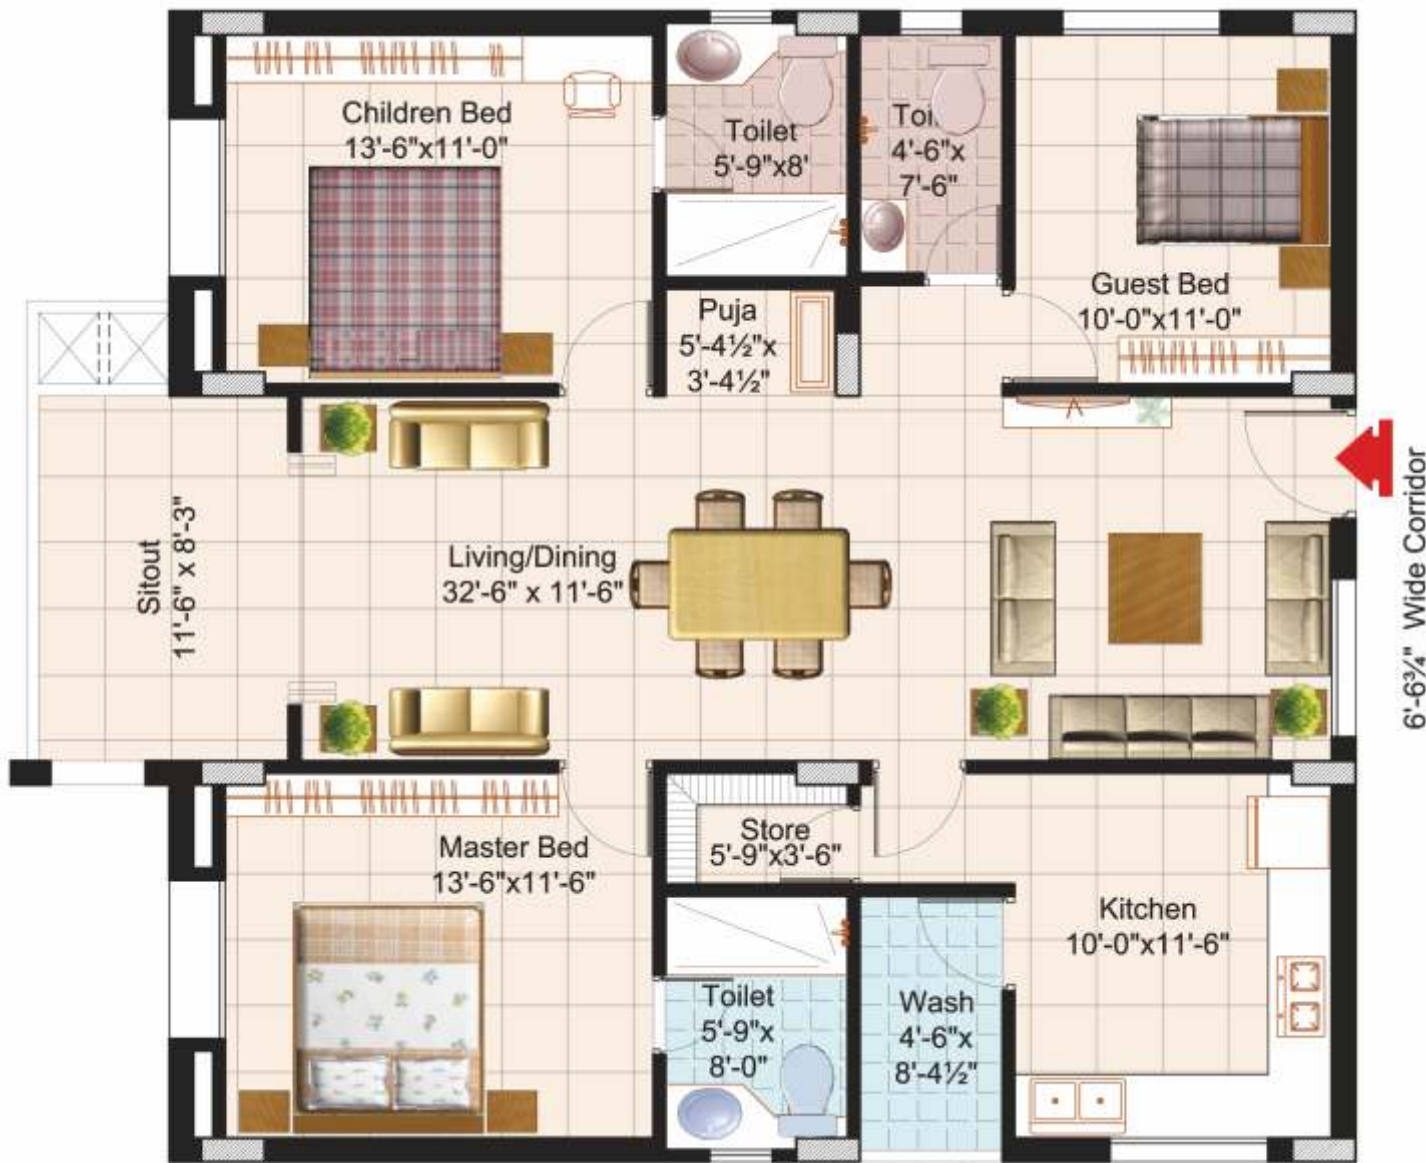 Children Bed
13'-6"x11'-0"
Toilet
5'-9"x8'
4'-6"x
7'-6"
Guest Bed
10'-0"x11'-0"
Puja
5'-4½"x
3'-4½"
Sitout
11'-6" x 8'-3"
Living/Dining
32'-6" x 11'-6"
6'-6¾" Wide Corridor
Master Bed
13'-6"x11'-6"
Store
5'-9"x3'-6"
Kitchen
10'-0"x11'-6"
Toilet
5'-9"x
8'-0"
Wash
4'-6"x
8'-4½"